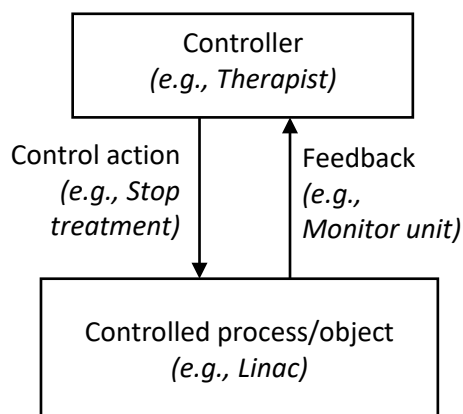 Controller
(e.g., Therapist)
Control action
(e.g., Stop
treatment)
Feedback
(e.g.,
Monitor unit)
Controlled process/object
(e.g., Linac)